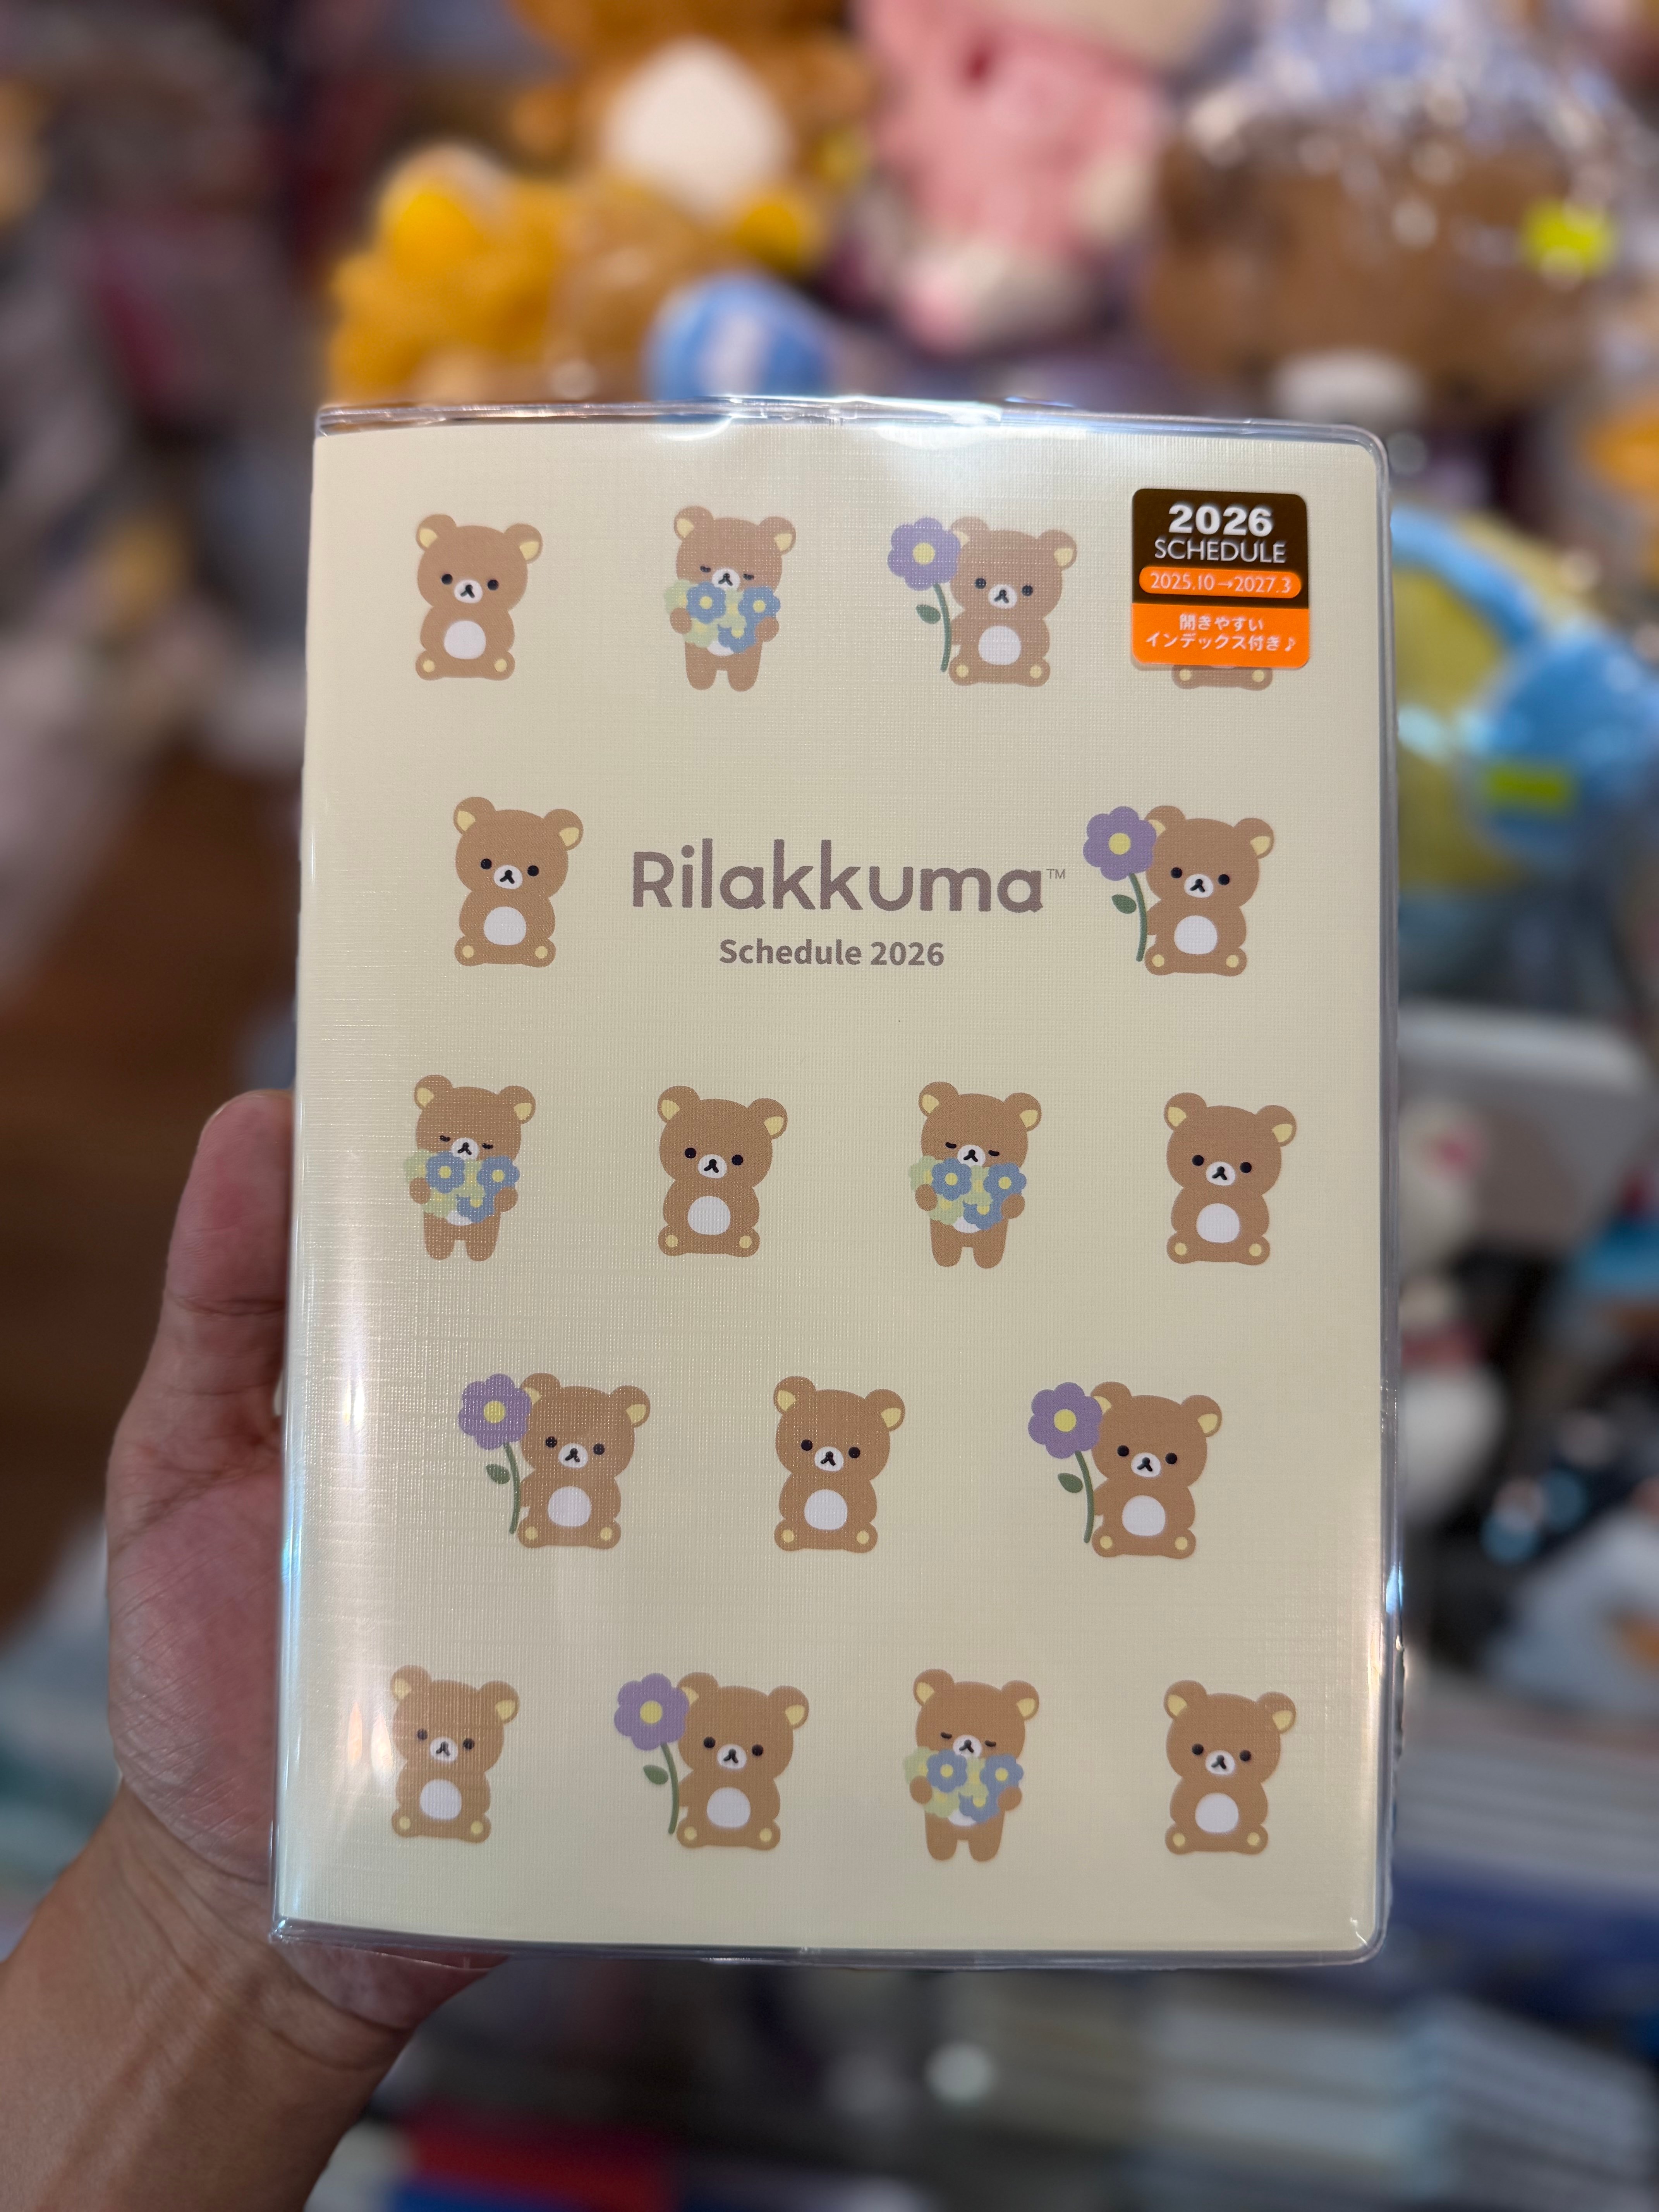 2026
SCHEDULE
2025.10→2027.3
開きやすい
インデックス付き♪
Rilakkuma™
Schedule 2026